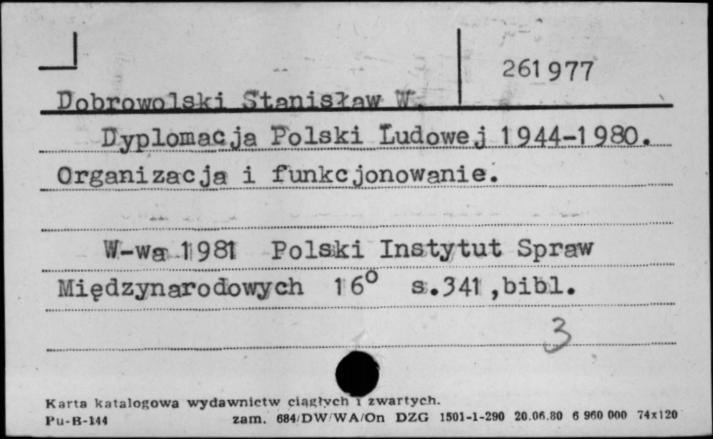 261977
Dobrowolski Stanisław W.
Dyplomacja Polski Ludowej 1944-1980.
Organizacja i funkcjonowanie.
W-wa 1981 Polski Instytut Spraw
Międzynarodowych 16° s.341,bibl.
3
Karta katalogowa wydawnictw ciągłych i zwartych.
Pu-B-144 zam. 684/DW/WA/On DZG 1501-1-290 20.06.80 6 960 000 74x120